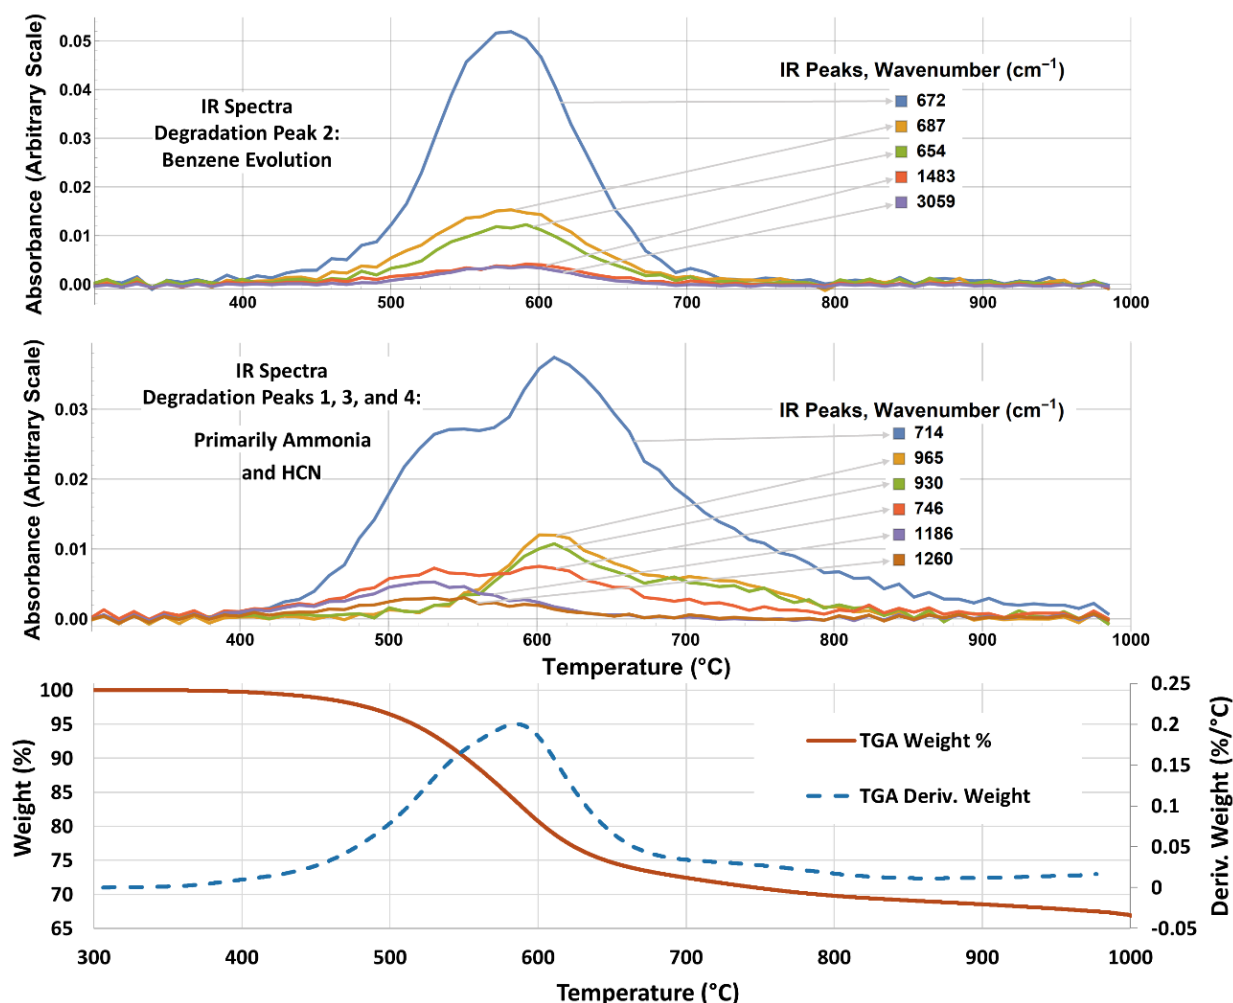 Absorbance (Arbitrary Scale)
0.05
0.04
0.03
0.02
0.01
0.00
IR Spectra
Degradation Peak 2:
Benzene Evolution
IR Peaks, Wavenumber (cm⁻¹)
672
687
654
1483
3059
400 500 600 700 800 900 1000
Absorbance (Arbitrary Scale)
0.03
0.02
0.01
0.00
IR Spectra
Degradation Peaks 1, 3, and 4:
Primarily Ammonia
and HCN
IR Peaks, Wavenumber (cm⁻¹)
714
965
930
746
1186
1260
400 500 600 700 800 900 1000
Temperature (°C)
Weight (%)
100
95
90
85
80
75
70
65
TGA Weight %
TGA Deriv. Weight
0.25
0.2
0.15
0.1
0.05
0
-0.05
Deriv. Weight (%/°C)
300 400 500 600 700 800 900 1000
Temperature (°C)